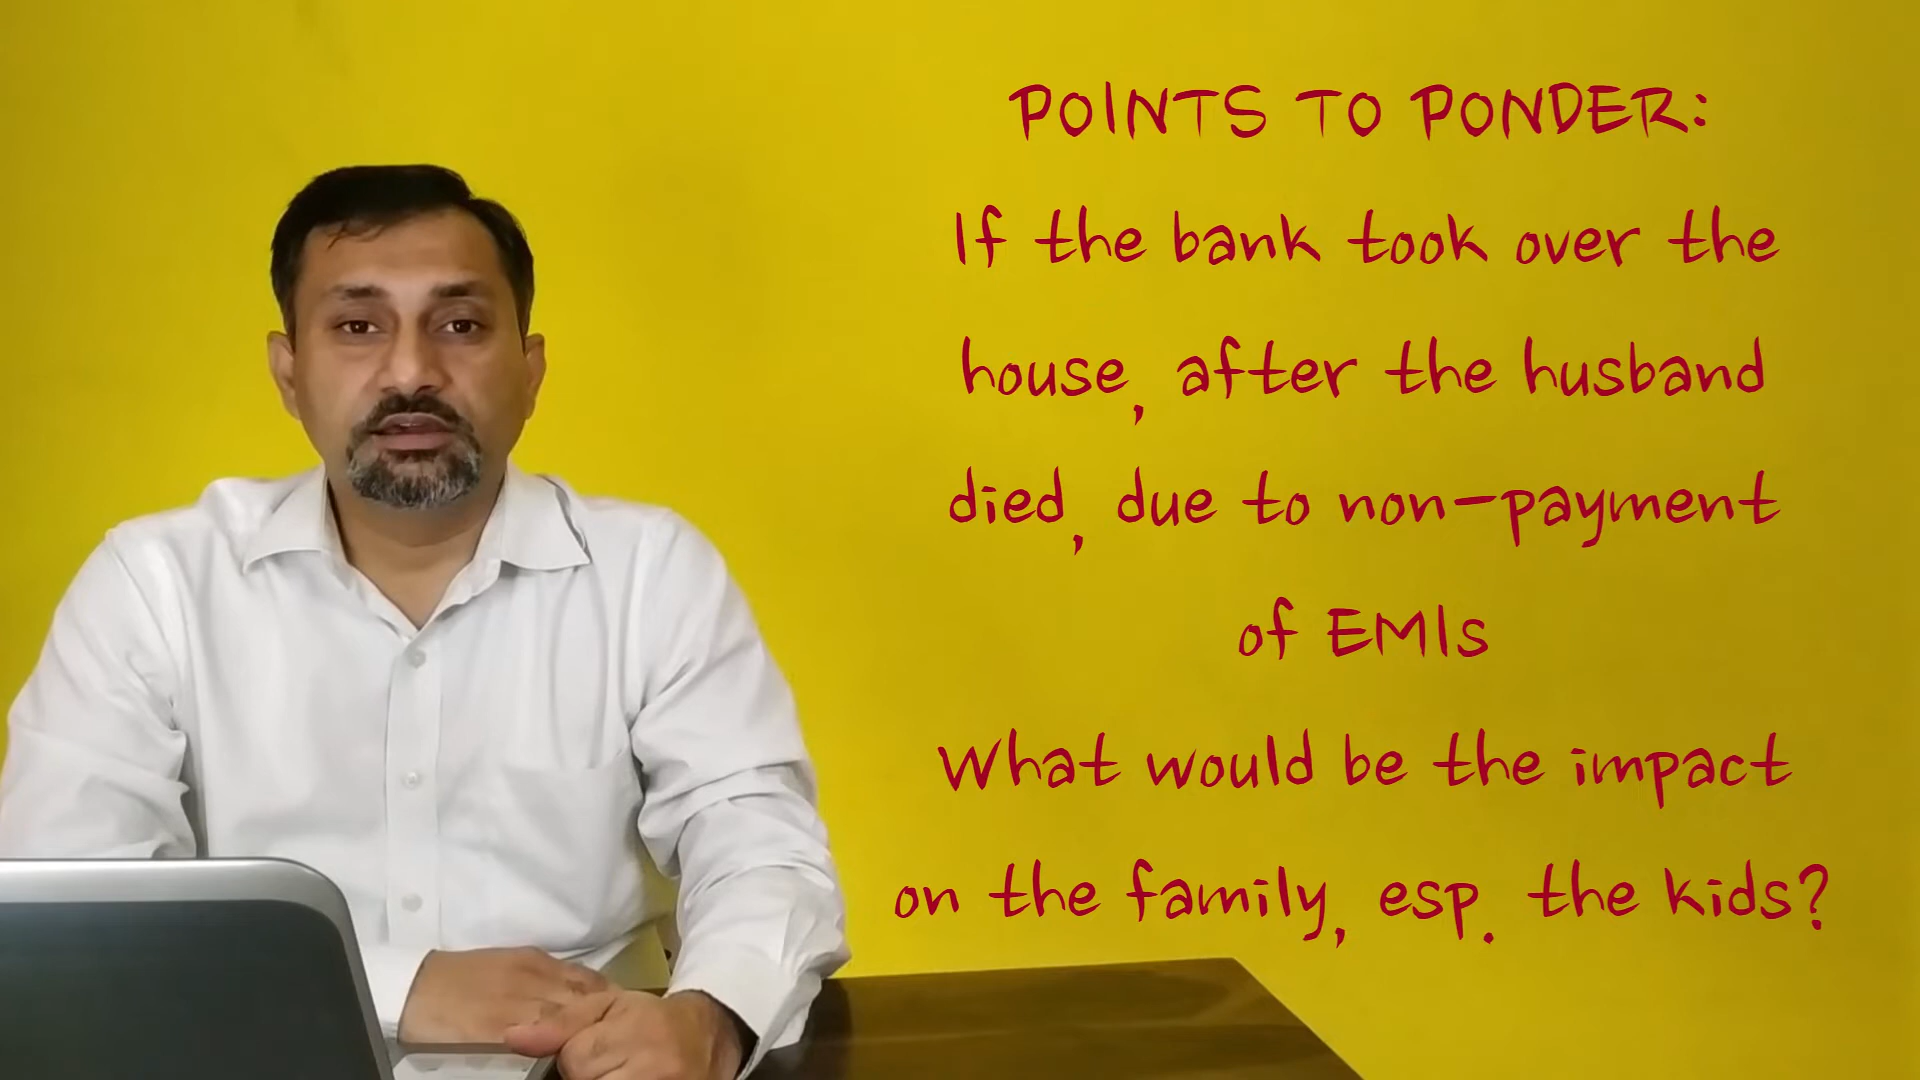 POINTS TO PONDER:
If the bank took over the
house, after the husband
died, due to non-payment
of EMIs
What would be the impact
on the family, esp. the kids?